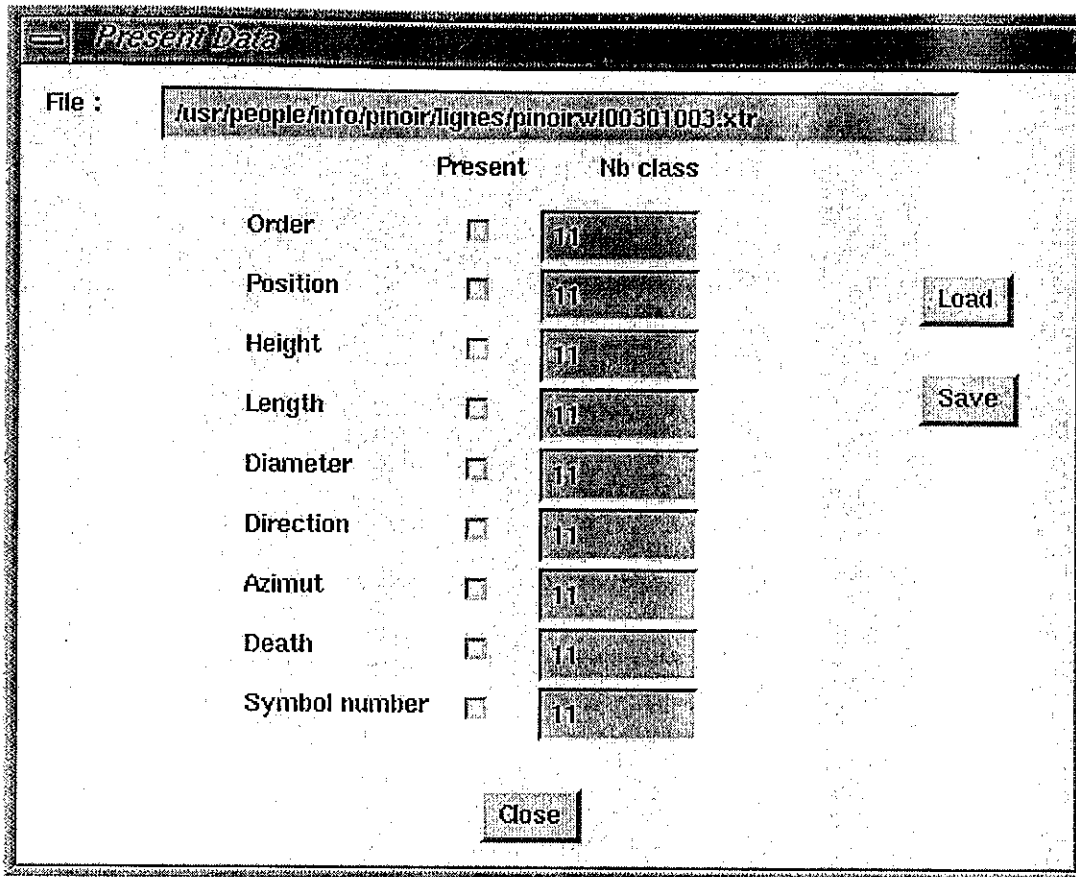 Present Data
File : /usr/people/info/pinoir/lignes/pinoirwl00301003.xtr
Present Nb class
Order 11
Position 11
Height 11
Load
Length 11
Save
Diameter 11
Direction 11
Azimut 11
Death 11
Symbol number 11
Close